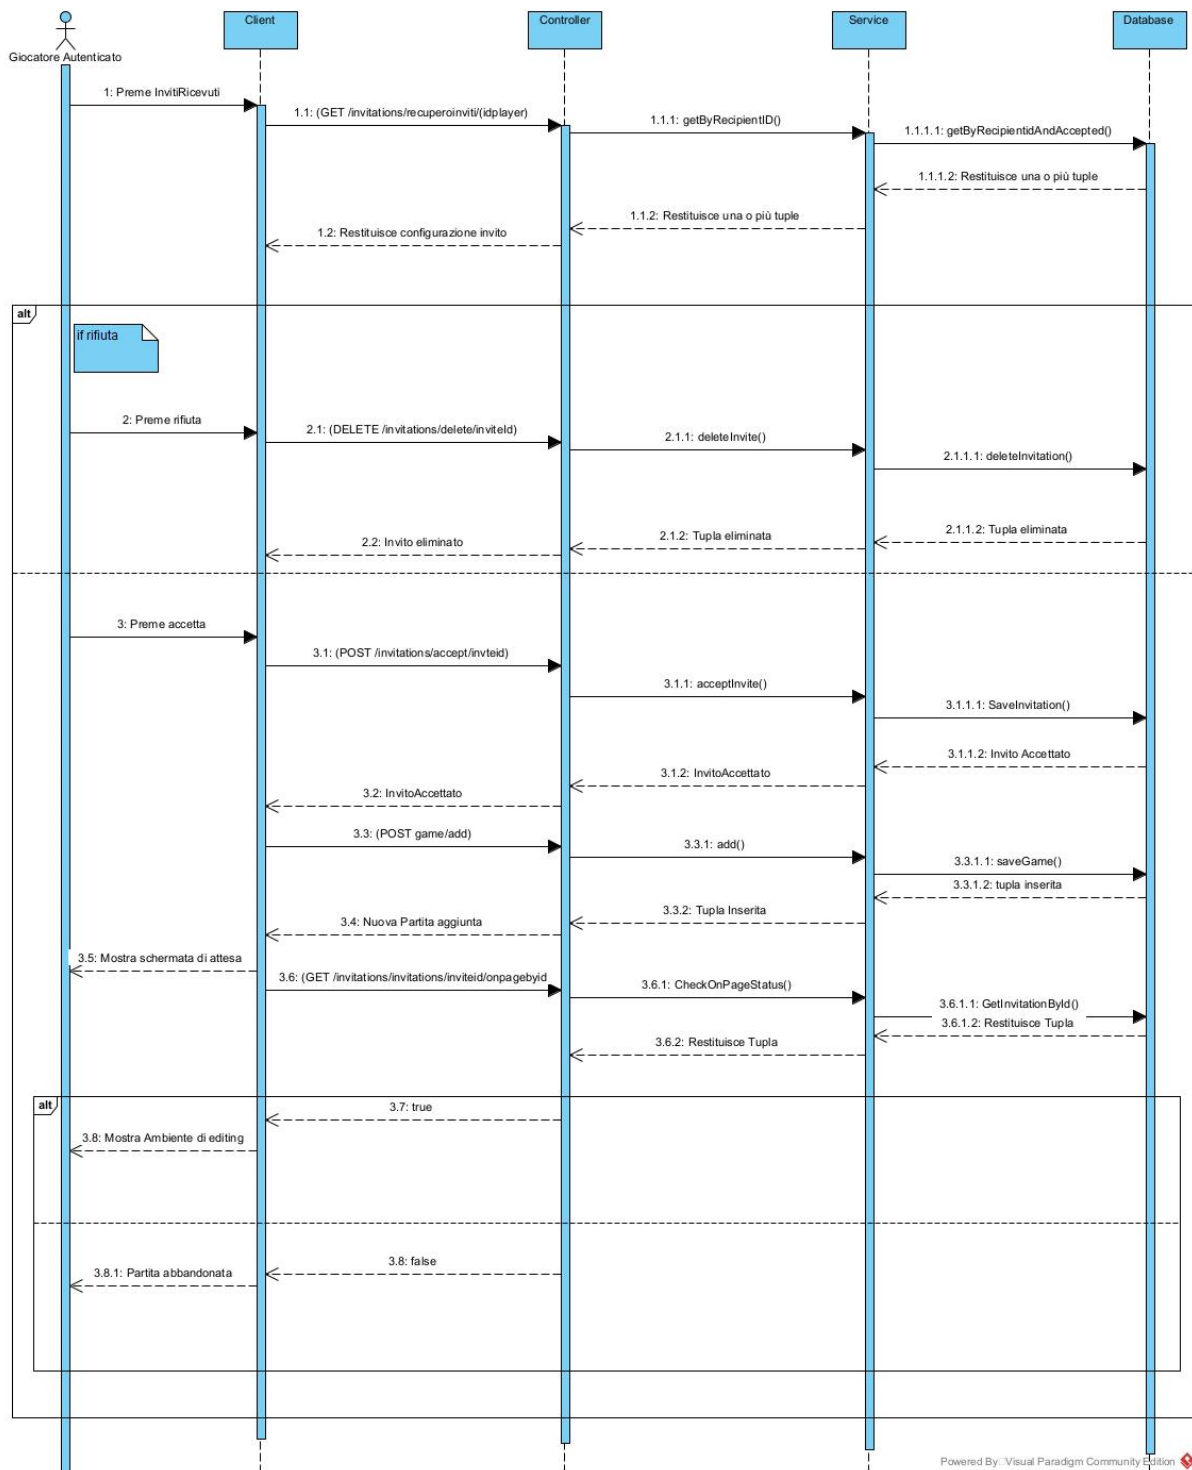 Client
Controller
Service
Database
Giocatore Autenticato
1: Preme InvitiRicevuti
1.1: (GET /invitations/recuperoinviti/(idplayer)
1.1.1: getByRecipientID()
1.1.1.1: getByRecipientidAndAccepted()
1.1.1.2: Restituisce una o più tuple
1.1.2: Restituisce una o più tuple
1.2: Restituisce configurazione invito
alt
if rifiuta
2: Preme rifiuta
2.1: (DELETE /invitations/delete/inviteId)
2.1.1: deleteInvite()
2.1.1.1: deleteInvitation()
2.1.1.2: Tupla eliminata
2.1.2: Tupla eliminata
2.2: Invito eliminato
3: Preme accetta
3.1: (POST /invitations/accept/invteid)
3.1.1: acceptInvite()
3.1.1.1: SaveInvitation()
3.1.1.2: Invito Accettato
3.1.2: InvitoAccettato
3.2: InvitoAccettato
3.3: (POST game/add)
3.3.1: add()
3.3.1.1: saveGame()
3.3.1.2: tupla inserita
3.3.2: Tupla Inserita
3.4: Nuova Partita aggiunta
3.5: Mostra schermata di attesa
3.6: (GET /invitations/invitations/inviteid/onpagebyid
3.6.1: CheckOnPageStatus()
3.6.1.1: GetInvitationById()
3.6.1.2: Restituisce Tupla
3.6.2: Restituisce Tupla
alt
3.7: true
3.8: Mostra Ambiente di editing
3.8: false
3.8.1: Partita abbandonata
Powered By Visual Paradigm Community Edition